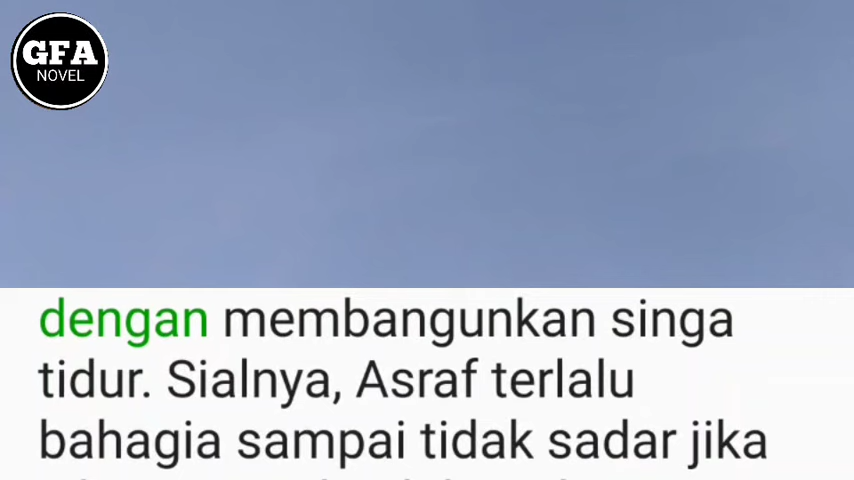 GFA
NOVEL
dengan membangunkan singa
tidur. Sialnya, Asraf terlalu
bahagia sampai tidak sadar jika